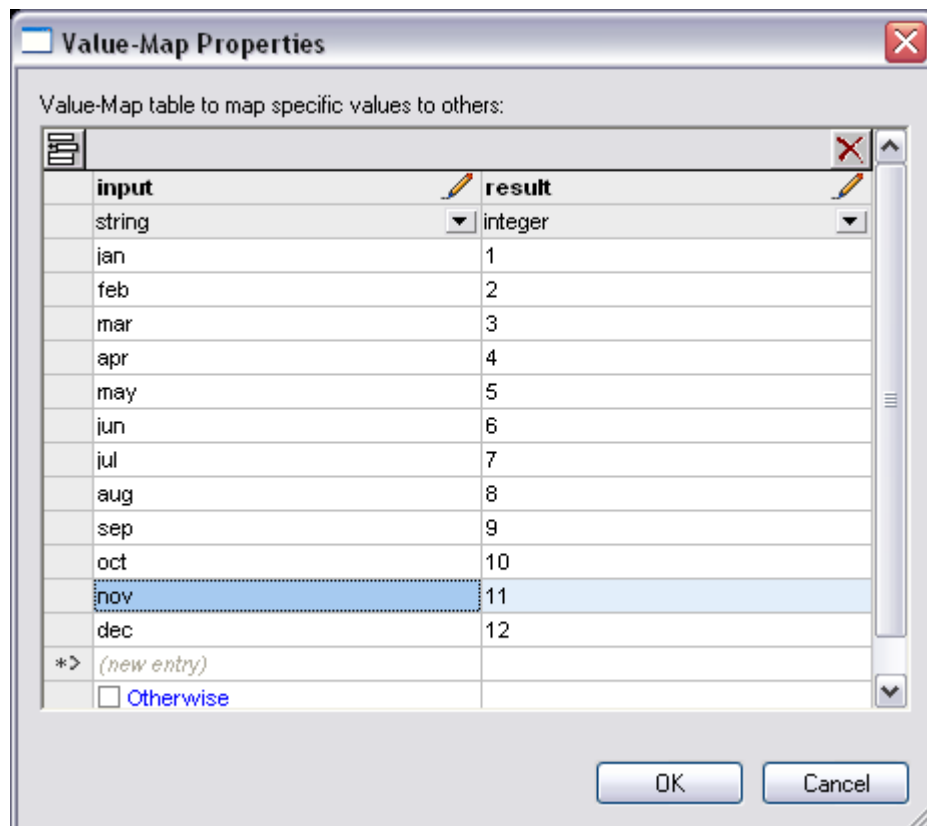 Value-Map Properties
Value-Map table to map specific values to others:
input result
string integer
jan 1
feb 2
mar 3
apr 4
may 5
jun 6
jul 7
aug 8
sep 9
oct 10
nov 11
dec 12
*> (new entry)
Otherwise
OK Cancel